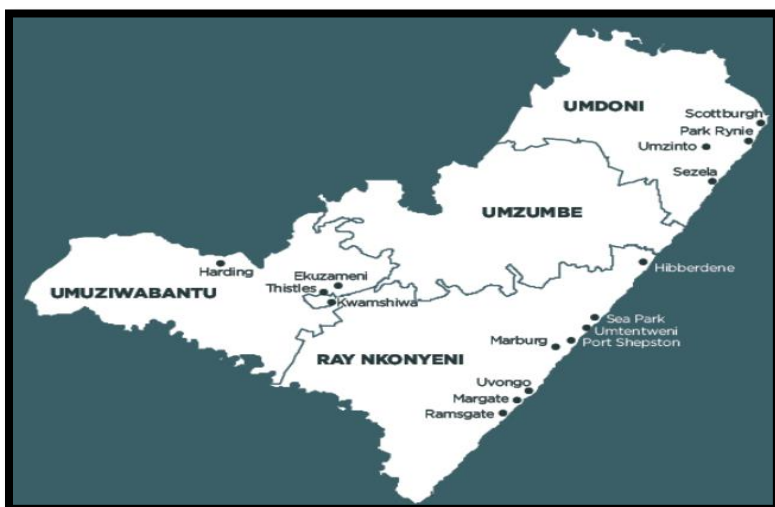 UMDONI
Scottburgh
Park Rynie
Umzinto
Sezela
UMZUMBE
Hibberdene
Harding
UMUZIWABANTU
Ekuzameni
Thistles
Kwamshiwa
Sea Park
Umtentweni
Port Shepston
Marburg
RAY NKONYENI
Uvongo
Margate
Ramsgate